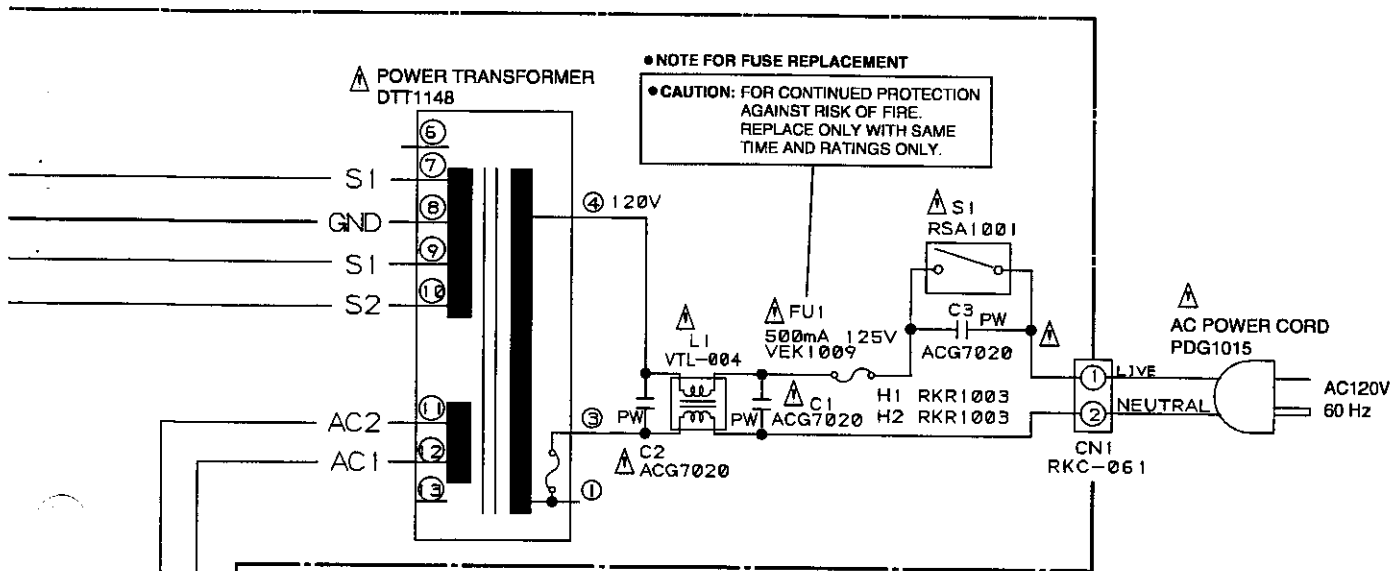 ● NOTE FOR FUSE REPLACEMENT
● CAUTION: FOR CONTINUED PROTECTION
AGAINST RISK OF FIRE.
REPLACE ONLY WITH SAME
TIME AND RATINGS ONLY.
POWER TRANSFORMER
DTT1148
6
7
S1
8
GND
9
S1
10
S2
11
AC2
12
AC1
13
4 120V
3
1
S1
RSA1001
C3 PW
ACG7020
FU1
500mA 125V
VEK1009
L1
VTL-004
PW
C2
ACG7020
PW
C1
ACG7020
H1 RKR1003
H2 RKR1003
1 LIVE
2 NEUTRAL
CN1
RKC-061
AC POWER CORD
PDG1015
AC120V
60 Hz